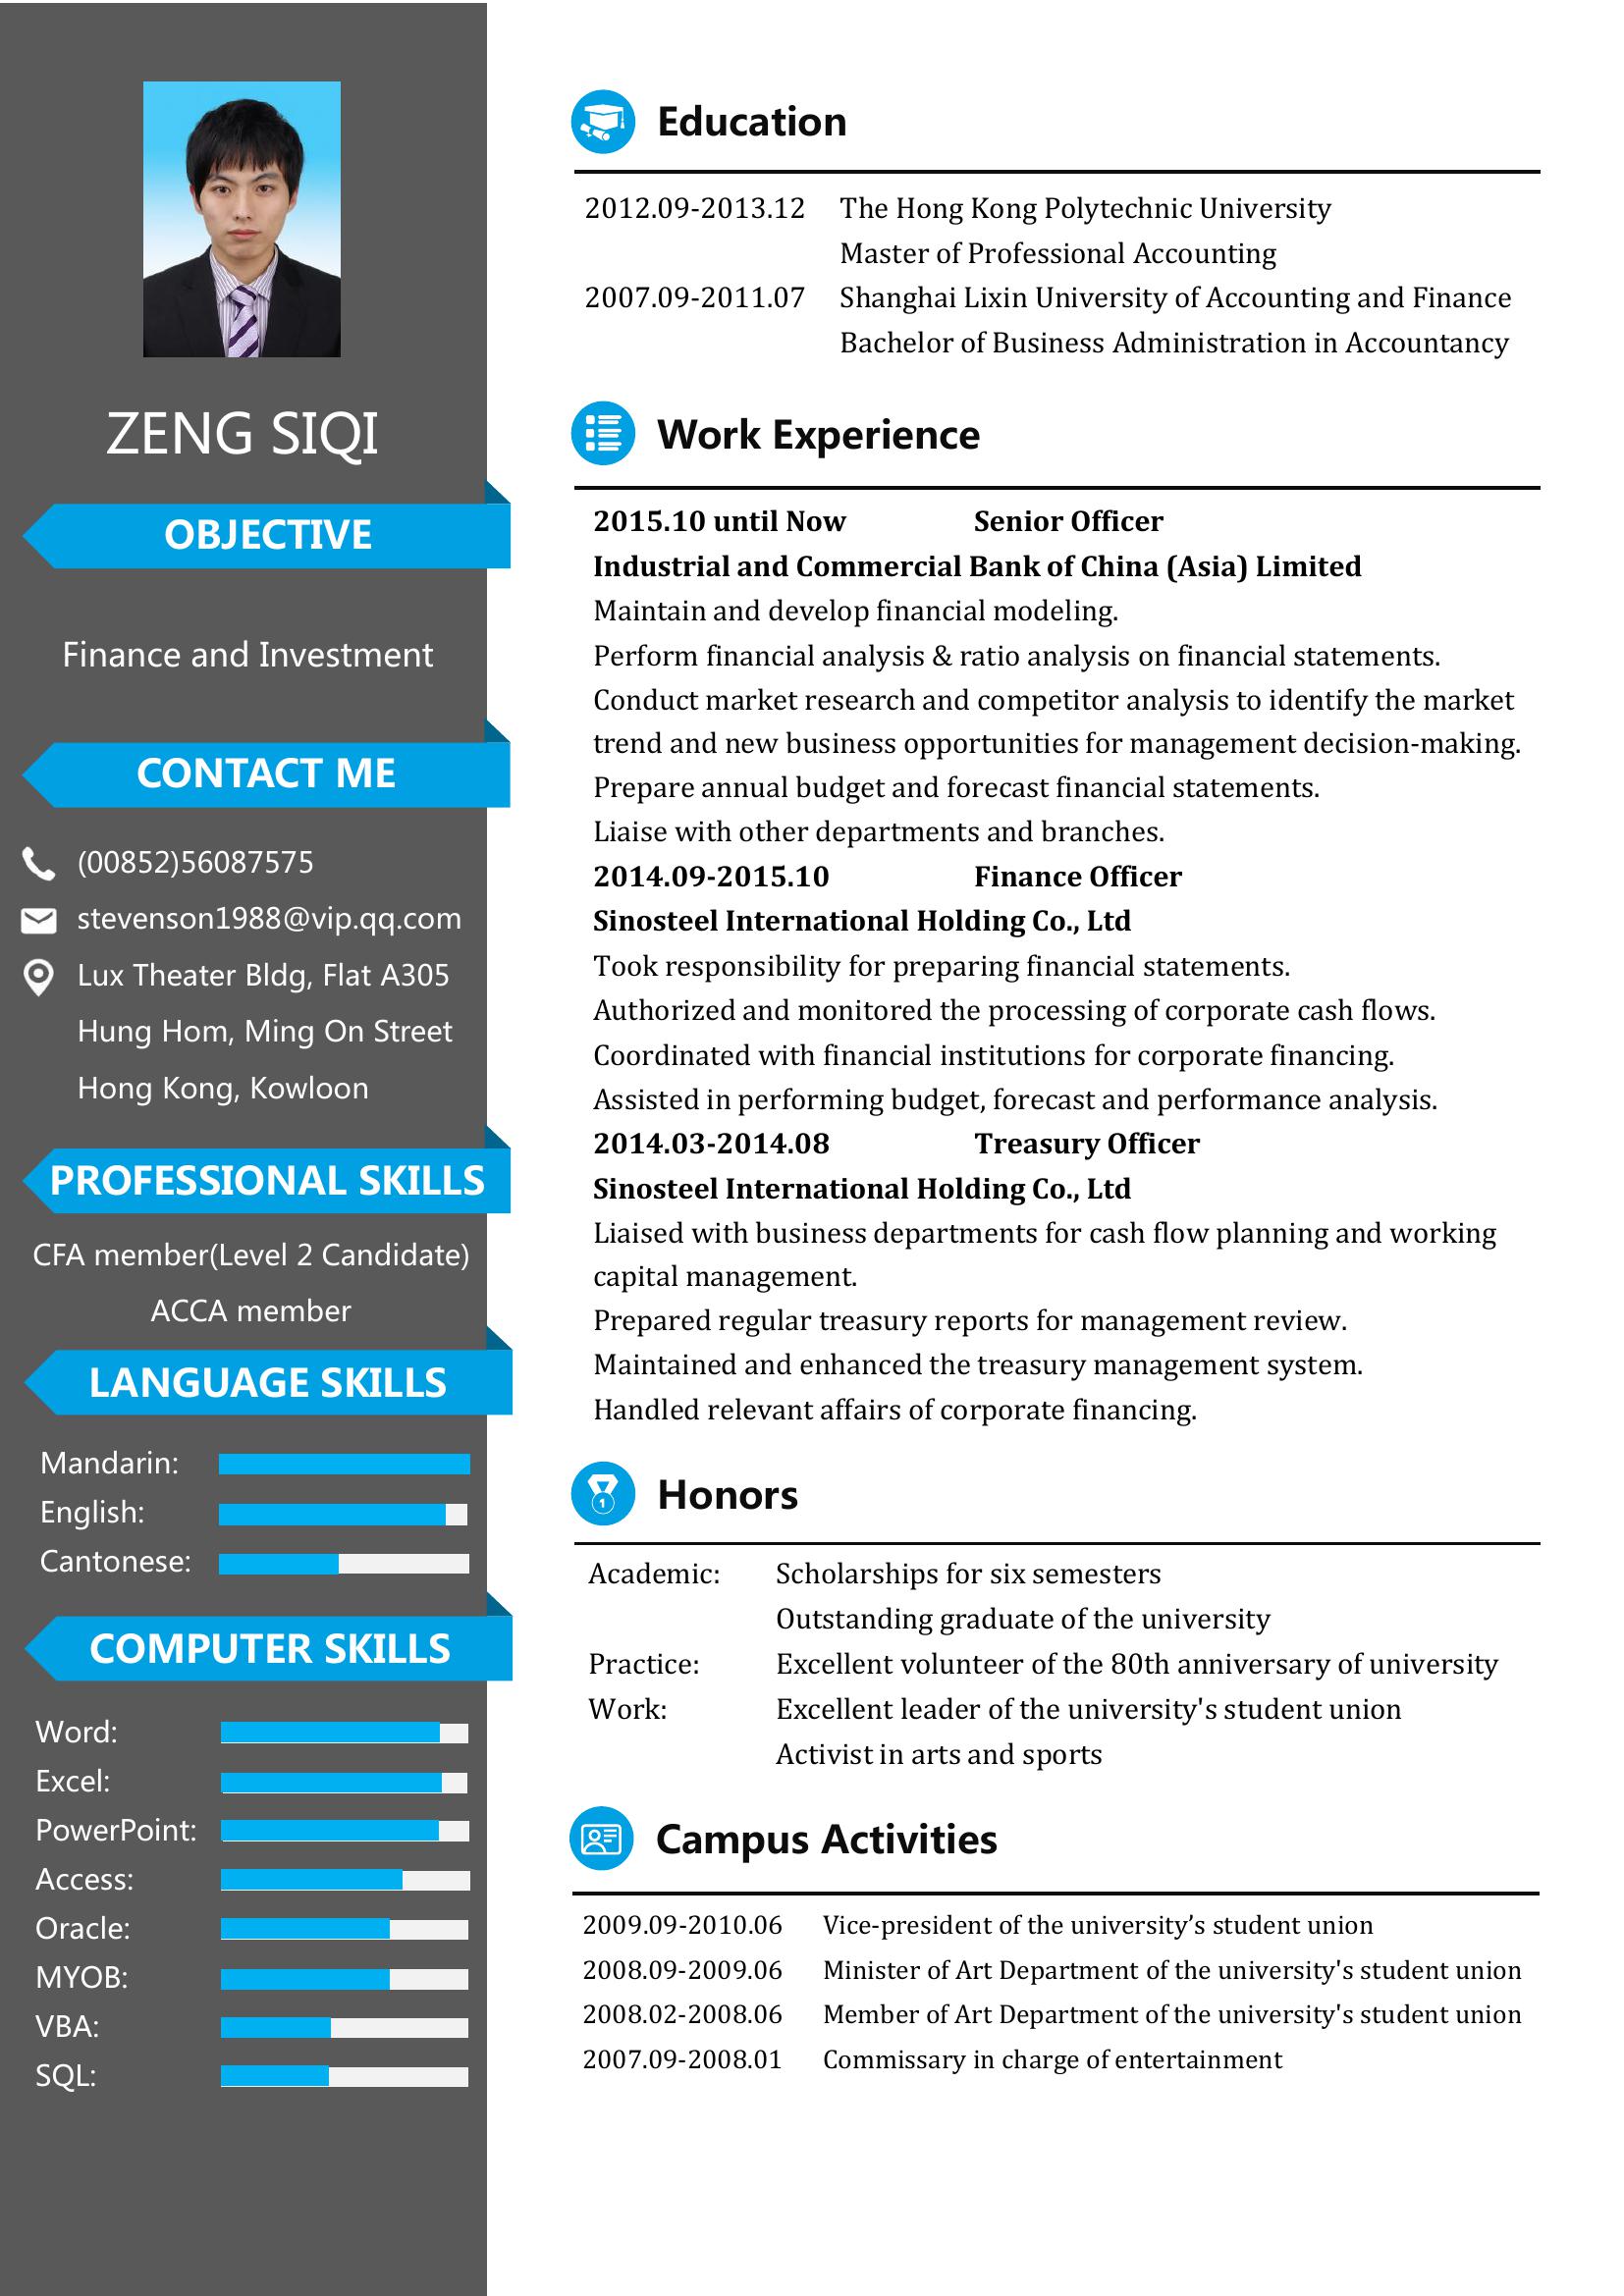 ZENG SIQI
OBJECTIVE
Finance and Investment
CONTACT ME
(00852)56087575
stevenson1988@vip.qq.com
Lux Theater Bldg, Flat A305
Hung Hom, Ming On Street
Hong Kong, Kowloon
PROFESSIONAL SKILLS
CFA member(Level 2 Candidate)
ACCA member
LANGUAGE SKILLS
Mandarin:
English:
Cantonese:
COMPUTER SKILLS
Word:
Excel:
PowerPoint:
Access:
Oracle:
MYOB:
VBA:
SQL:
Education
2012.09-2013.12 The Hong Kong Polytechnic University
Master of Professional Accounting
2007.09-2011.07 Shanghai Lixin University of Accounting and Finance
Bachelor of Business Administration in Accountancy
Work Experience
2015.10 until Now Senior Officer
Industrial and Commercial Bank of China (Asia) Limited
Maintain and develop financial modeling.
Perform financial analysis & ratio analysis on financial statements.
Conduct market research and competitor analysis to identify the market
trend and new business opportunities for management decision-making.
Prepare annual budget and forecast financial statements.
Liaise with other departments and branches.
2014.09-2015.10 Finance Officer
Sinosteel International Holding Co., Ltd
Took responsibility for preparing financial statements.
Authorized and monitored the processing of corporate cash flows.
Coordinated with financial institutions for corporate financing.
Assisted in performing budget, forecast and performance analysis.
2014.03-2014.08 Treasury Officer
Sinosteel International Holding Co., Ltd
Liaised with business departments for cash flow planning and working
capital management.
Prepared regular treasury reports for management review.
Maintained and enhanced the treasury management system.
Handled relevant affairs of corporate financing.
1
Honors
Academic: Scholarships for six semesters
Outstanding graduate of the university
Practice: Excellent volunteer of the 80th anniversary of university
Work: Excellent leader of the university's student union
Activist in arts and sports
Campus Activities
2009.09-2010.06 Vice-president of the university’s student union
2008.09-2009.06 Minister of Art Department of the university's student union
2008.02-2008.06 Member of Art Department of the university's student union
2007.09-2008.01 Commissary in charge of entertainment